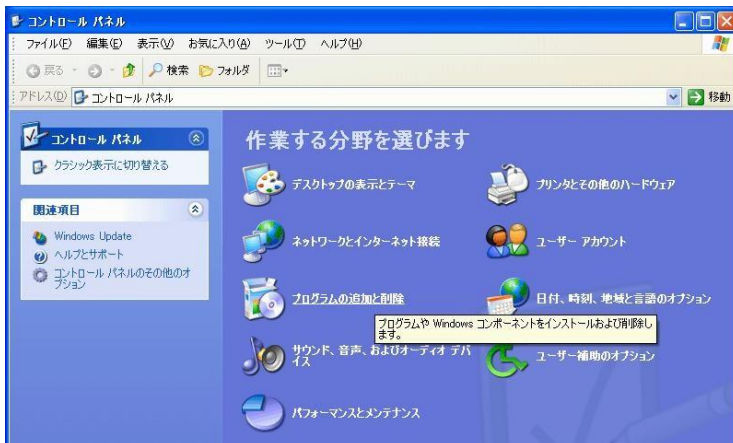 コントロール パネル
ファイル(F) 編集(E) 表示(V) お気に入り(A) ツール(T) ヘルプ(H)
戻る 検索 フォルダ
アドレス(D) コントロール パネル 移動
コントロール パネル
クラシック表示に切り替える
関連項目
Windows Update
ヘルプとサポート
コントロール パネルのその他のオ
プション
作業する分野を選びます
デスクトップの表示とテーマ
プリンタとその他のハードウェア
ネットワークとインターネット接続
ユーザー アカウント
プログラムの追加と削除
日付、時刻、地域と言語のオプション
プログラムや Windows コンポーネントをインストールおよび削除し
ます。
サウンド、音声、およびオーディオ デバ
イス
ユーザー補助のオプション
パフォーマンスとメンテナンス